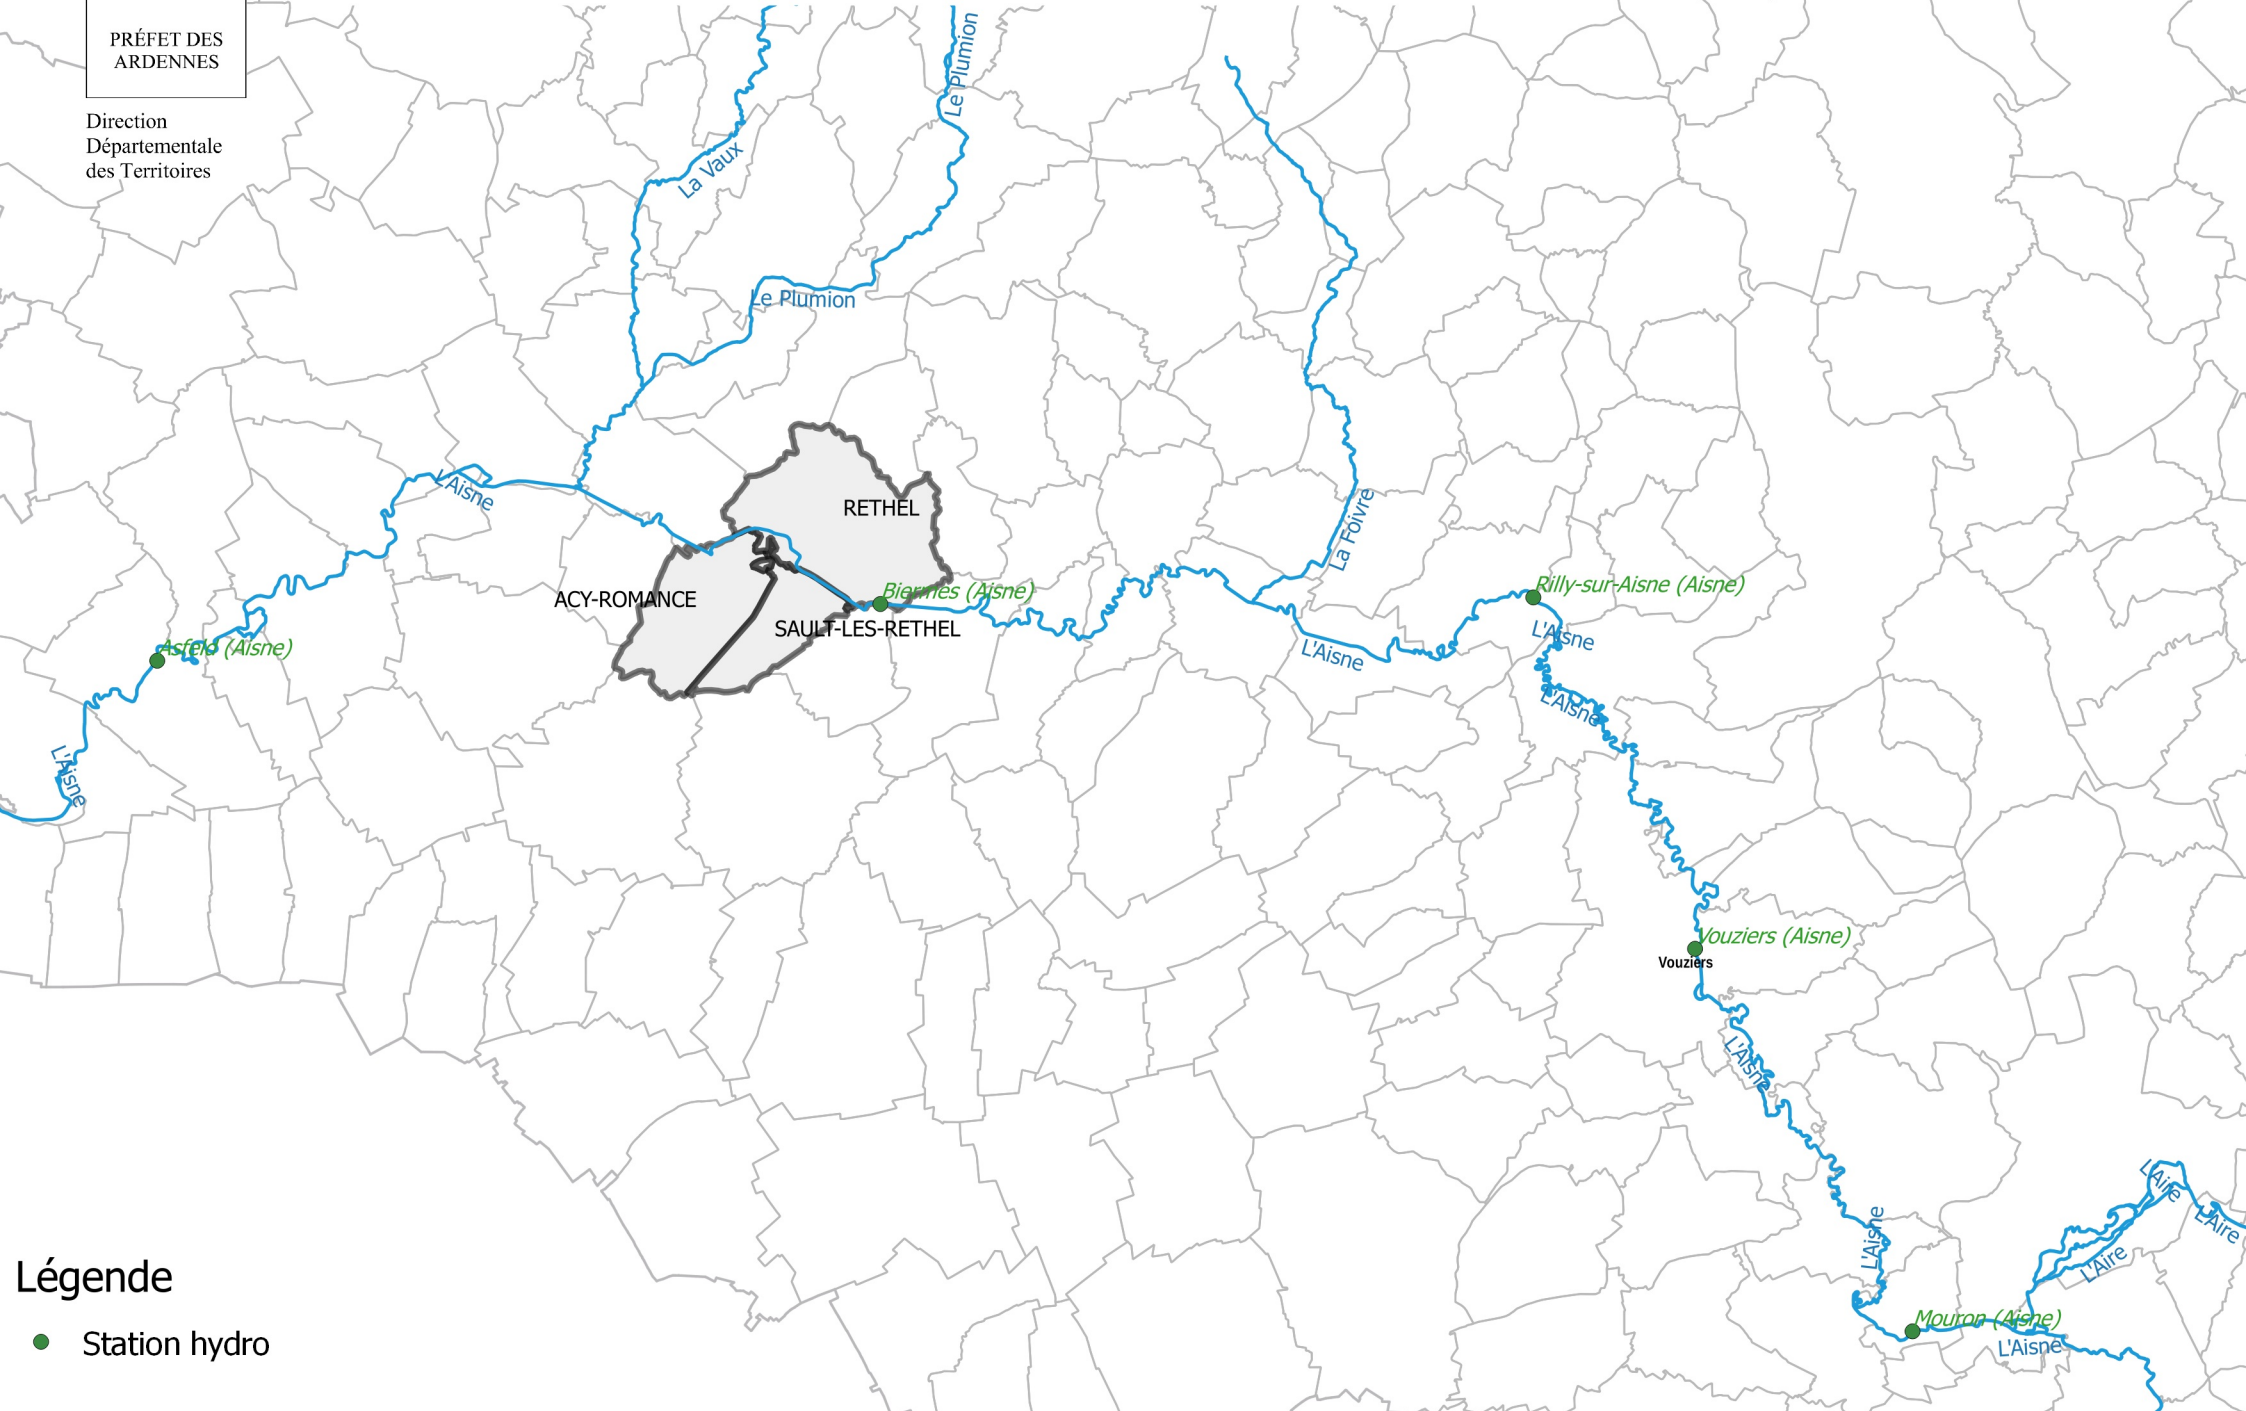 PRÉFET DES
ARDENNES
Direction
Départementale
des Territoires
Le Plumion
La Vaux
Le Plumion
L'Aisne
RETHEL
La Foivre
ACY-ROMANCE
Biermes (Aisne)
Rilly-sur-Aisne (Aisne)
SAULT-LES-RETHEL
L'Aisne
Asfeld (Aisne)
L'Aisne
L'Aisne
L'Aisne
Vouziers (Aisne)
Vouziers
L'Aisne
L'Aire
L'Aire
L'Aisne
L'Aire
Légende
Mouron (Aisne)
Station hydro
L'Aisne